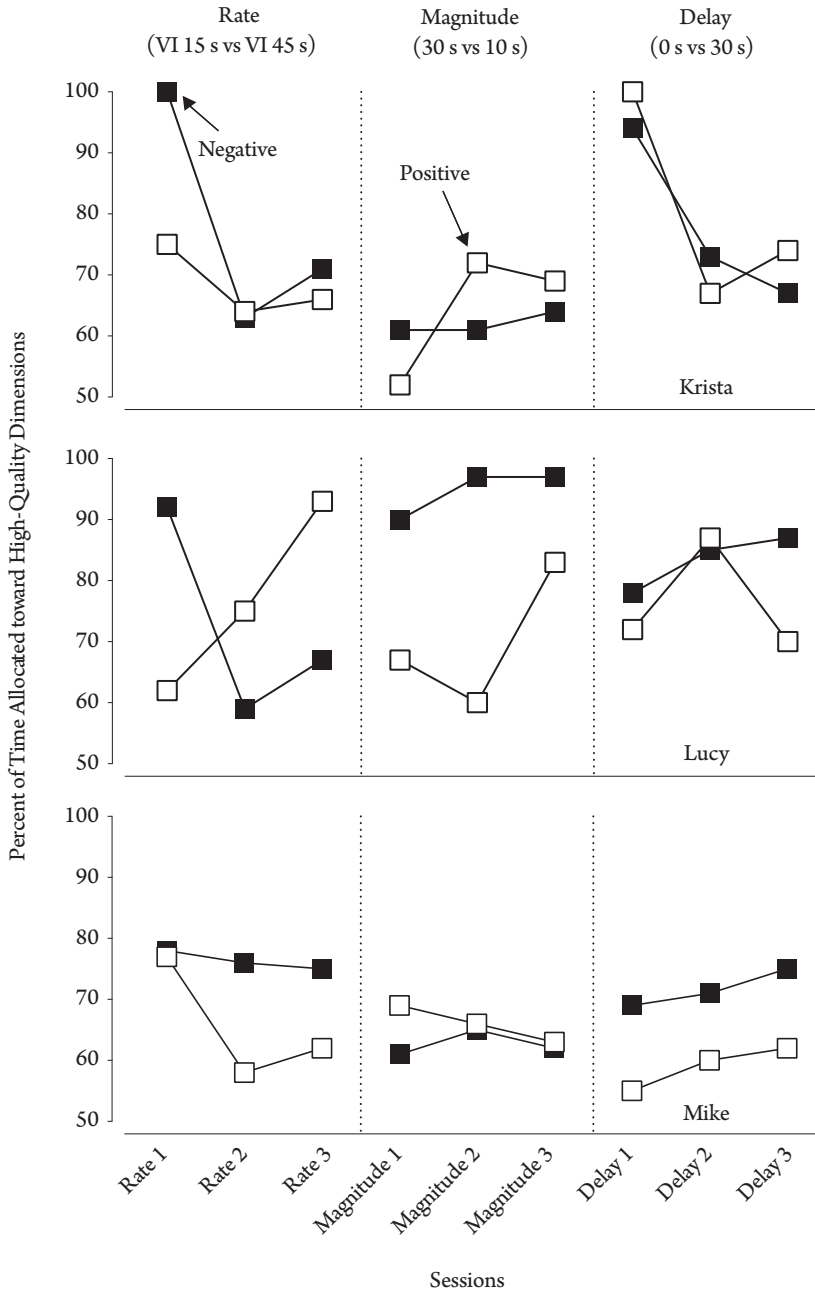 Rate
(VI 15 s vs VI 45 s)
Magnitude
(30 s vs 10 s)
Delay
(0 s vs 30 s)
Percent of Time Allocated toward High-Quality Dimensions
100
90
80
70
60
50
Negative
Positive
Krista
100
90
80
70
60
50
Lucy
100
90
80
70
60
50
Mike
Rate 1
Rate 2
Rate 3
Magnitude 1
Magnitude 2
Magnitude 3
Delay 1
Delay 2
Delay 3
Sessions